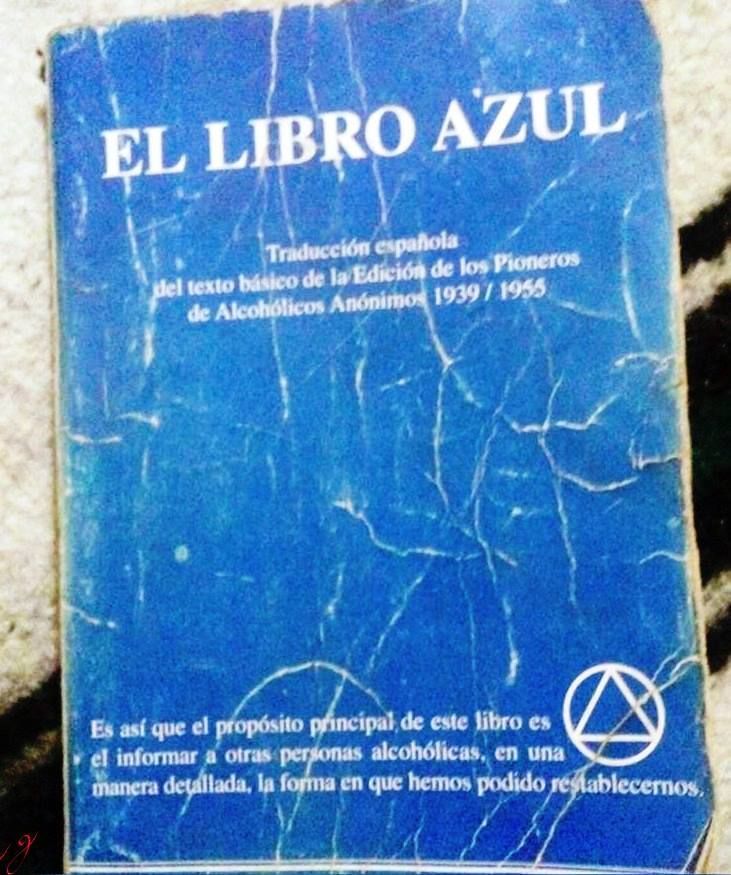 EL LIBRO AZUL
Traducción española
del texto básico de la Edición de los Pioneros
de Alcohólicos Anónimos 1939 / 1955
Es así que el propósito principal de este libro es
el informar a otras personas alcohólicas, en una
manera detallada, la forma en que hemos podido restablecernos.